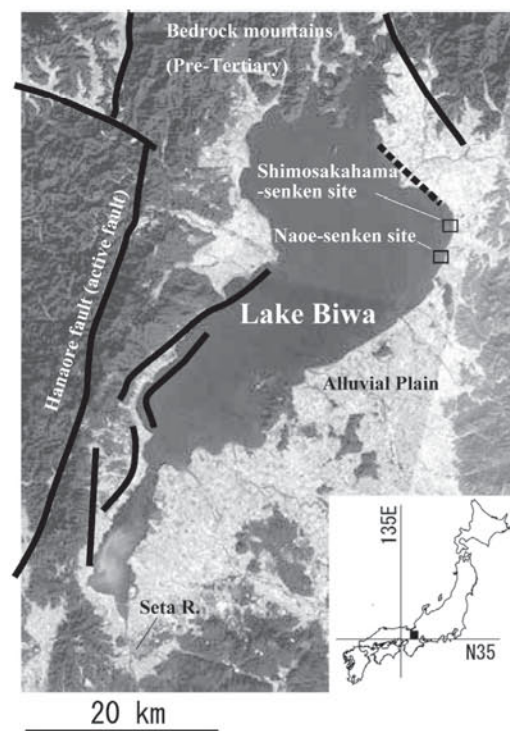 Bedrock mountains
(Pre-Tertiary)
Shimosakahama
-senken site
Naoe-senken site
Hanaore fault (active fault)
Lake Biwa
Alluvial Plain
Seta R.
135E
N35
20 km